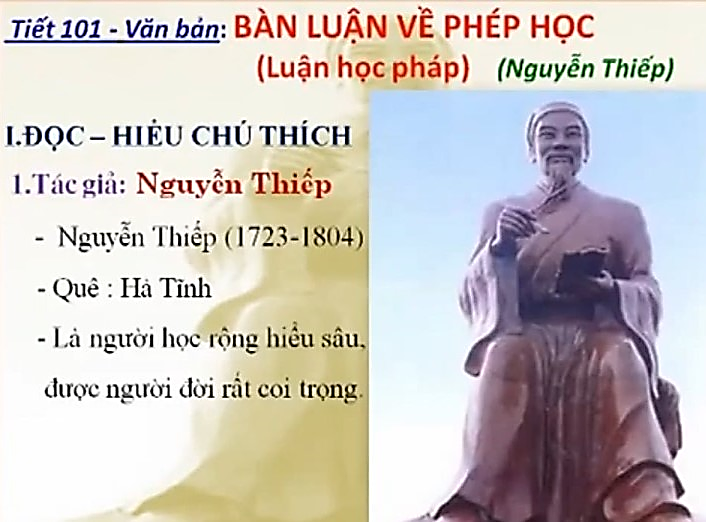 Tiết 101 - Văn bản: BÀN LUẬN VỀ PHÉP HỌC
(Luận học pháp) (Nguyễn Thiếp)
I.ĐỌC – HIỂU CHÚ THÍCH
1.Tác giả: Nguyễn Thiếp
- Nguyễn Thiếp (1723-1804)
- Quê : Hà Tĩnh
- Là người học rộng hiểu sâu,
được người đời rất coi trọng.